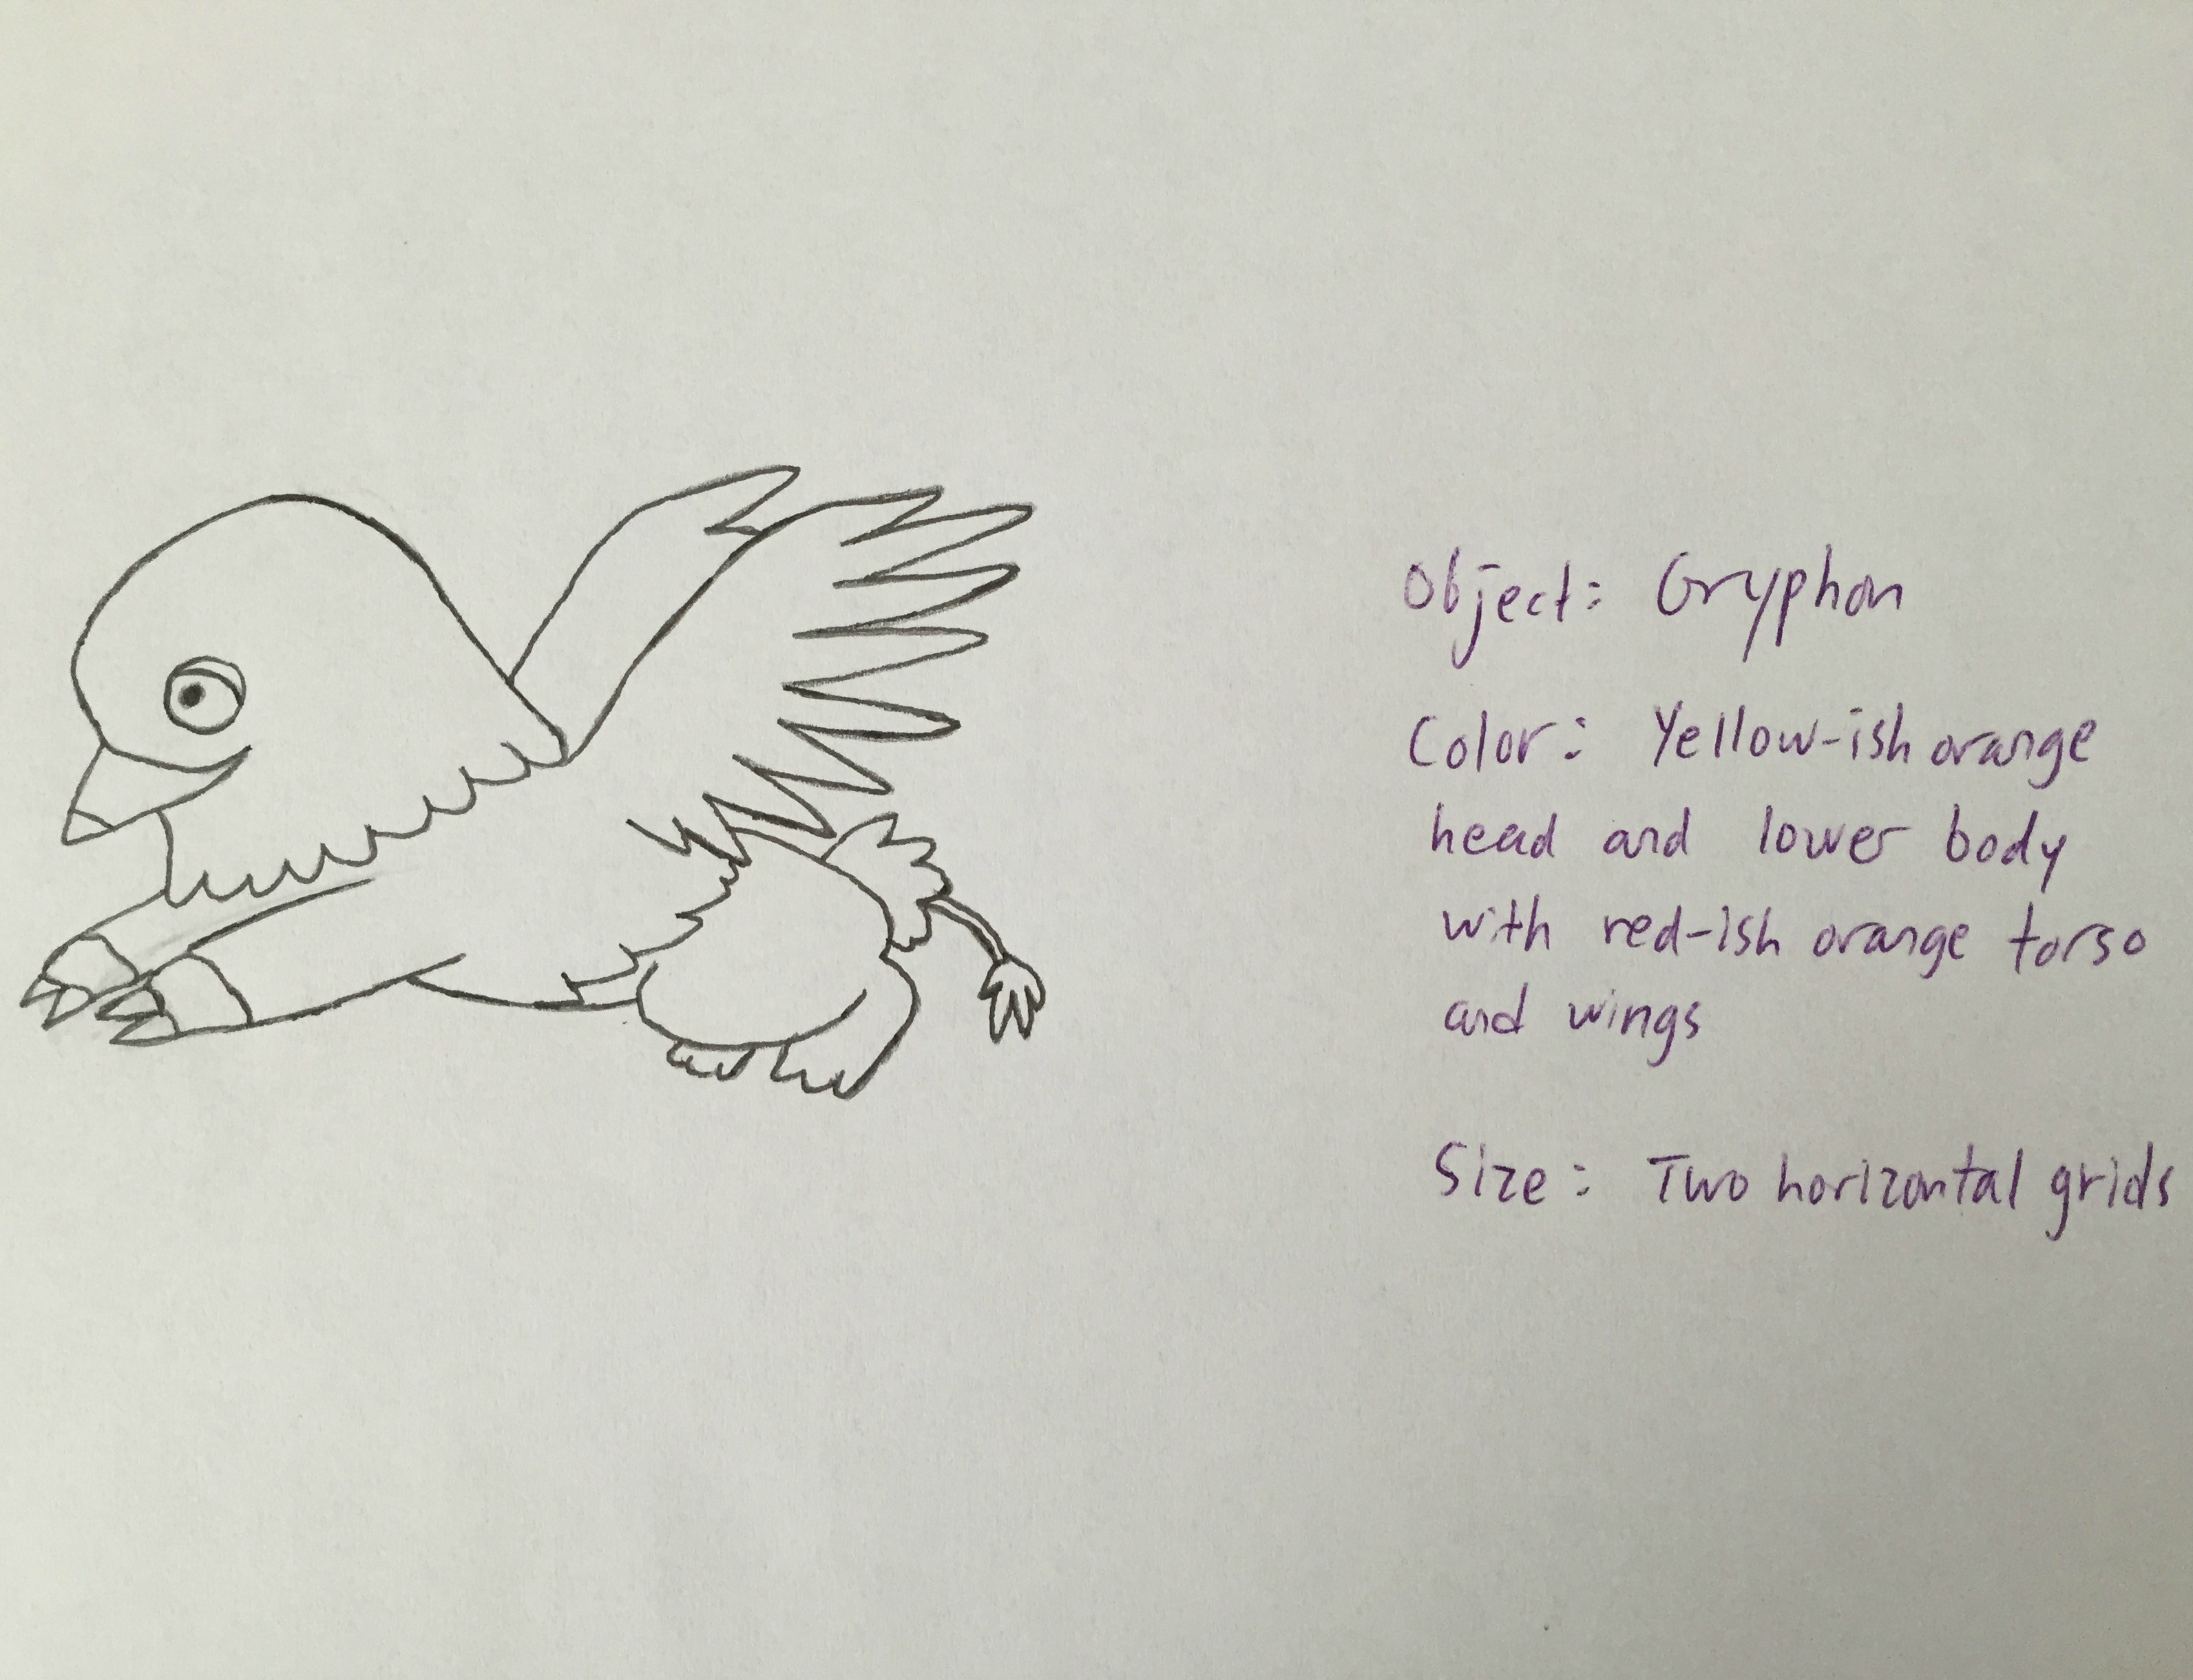 Object: Gryphon
Color: Yellow-ish orange
head and lower body
with red-ish orange torso
and wings
Size: Two horizontal grids